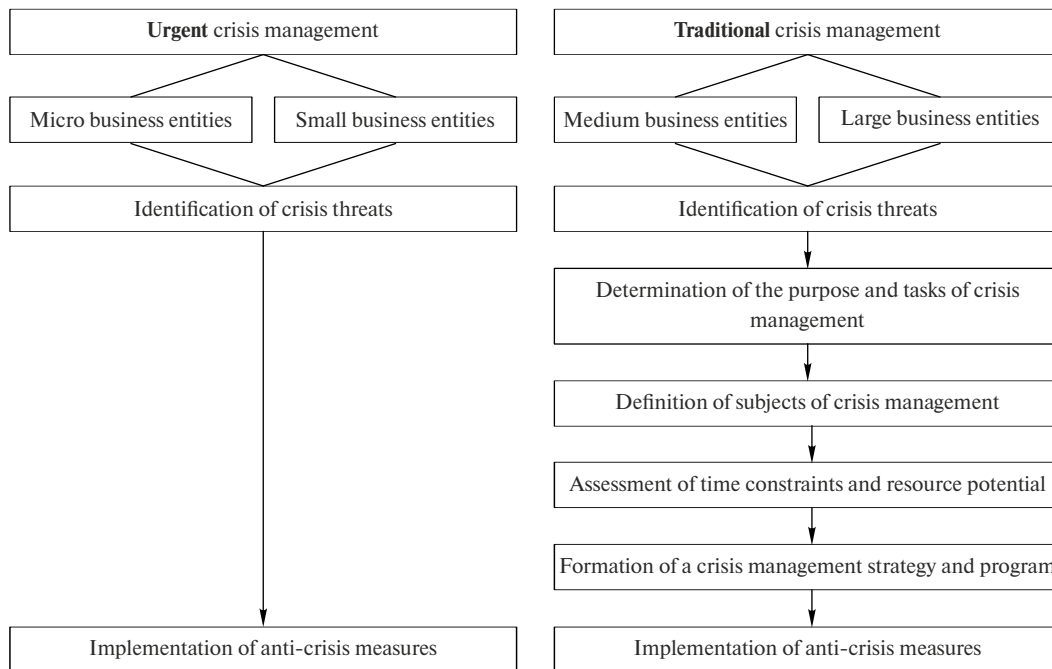 Urgent crisis management
Micro business entities
Small business entities
Identification of crisis threats
Implementation of anti-crisis measures
Traditional crisis management
Medium business entities
Large business entities
Identification of crisis threats
Determination of the purpose and tasks of crisis
management
Definition of subjects of crisis management
Assessment of time constraints and resource potential
Formation of a crisis management strategy and program
Implementation of anti-crisis measures